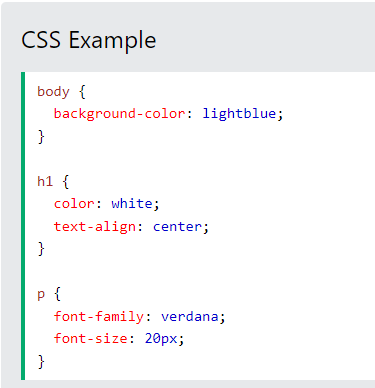 CSS Example
body {
  background-color: lightblue;
}

h1 {
  color: white;
  text-align: center;
}

p {
  font-family: verdana;
  font-size: 20px;
}